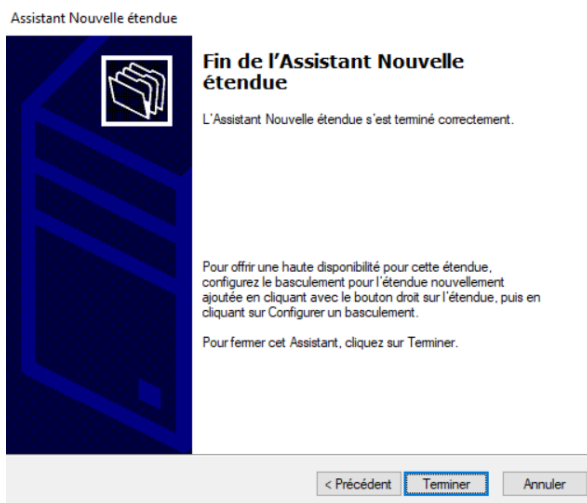 Assistant Nouvelle étendue
Fin de l'Assistant Nouvelle
étendue
L'Assistant Nouvelle étendue s'est terminé correctement.
Pour offrir une haute disponibilité pour cette étendue,
configurez le basculement pour l'étendue nouvellement
ajoutée en cliquant avec le bouton droit sur l'étendue, puis en
cliquant sur Configurer un basculement.
Pour fermer cet Assistant, cliquez sur Terminer.
< Précédent Terminer Annuler